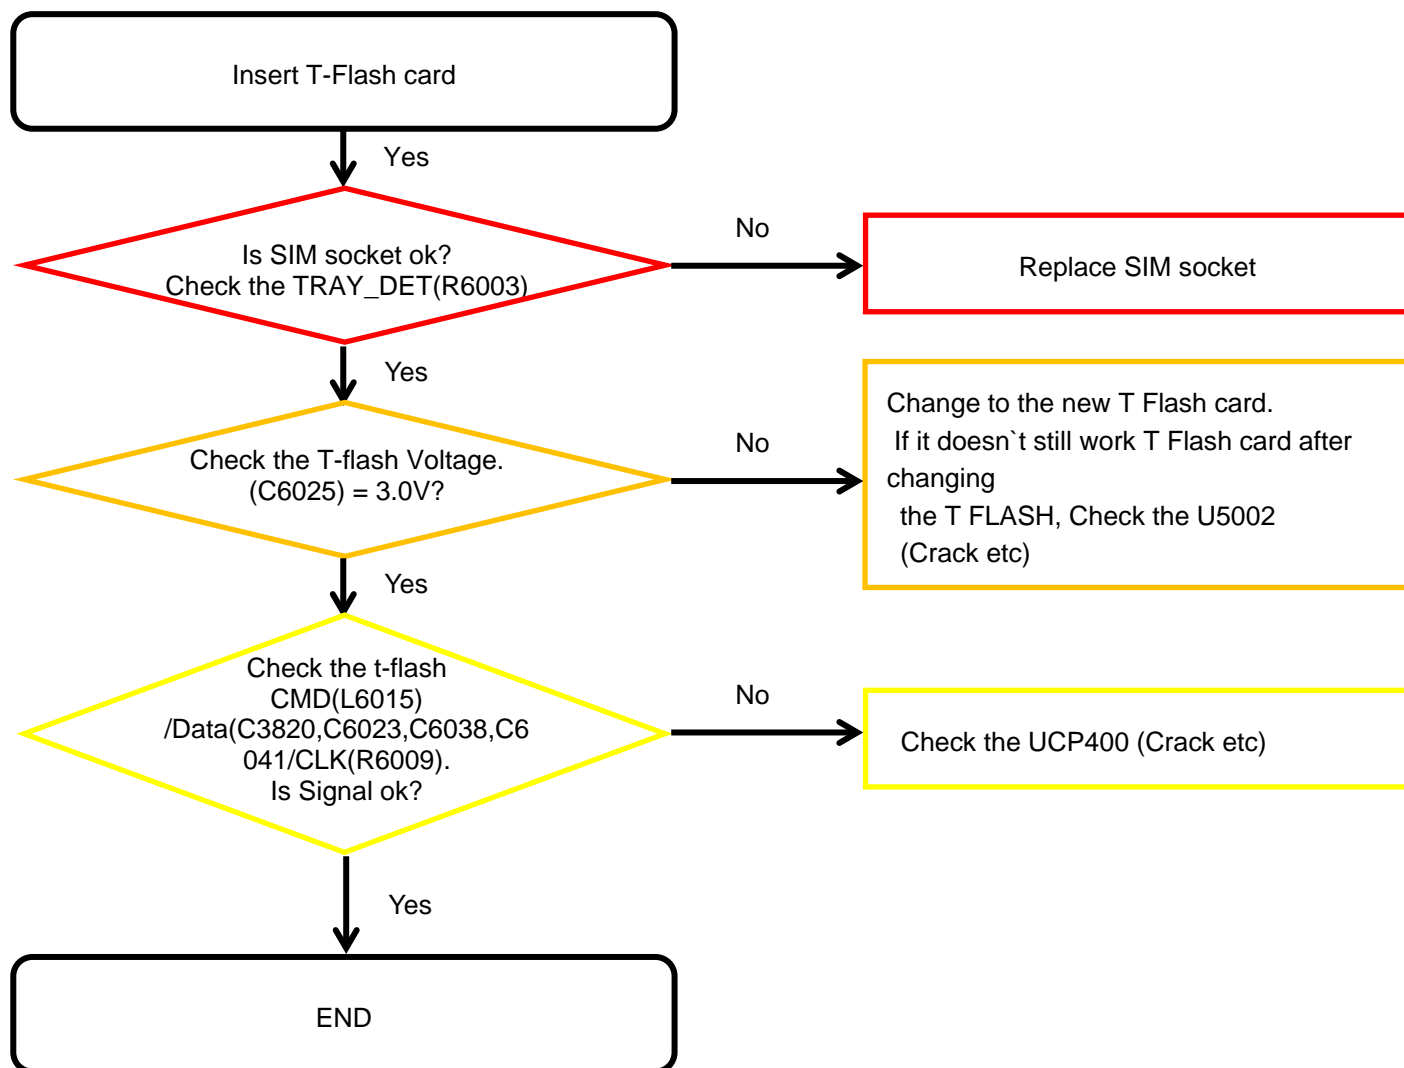 Insert T-Flash card
Yes
Is SIM socket ok?
Check the TRAY_DET(R6003)
No
Replace SIM socket
Yes
Check the T-flash Voltage.
(C6025) = 3.0V?
No
Change to the new T Flash card.
If it doesn`t still work T Flash card after
changing
the T FLASH, Check the U5002
(Crack etc)
Yes
Check the t-flash
CMD(L6015)
/Data(C3820,C6023,C6038,C6
041/CLK(R6009).
Is Signal ok?
No
Check the UCP400 (Crack etc)
Yes
END